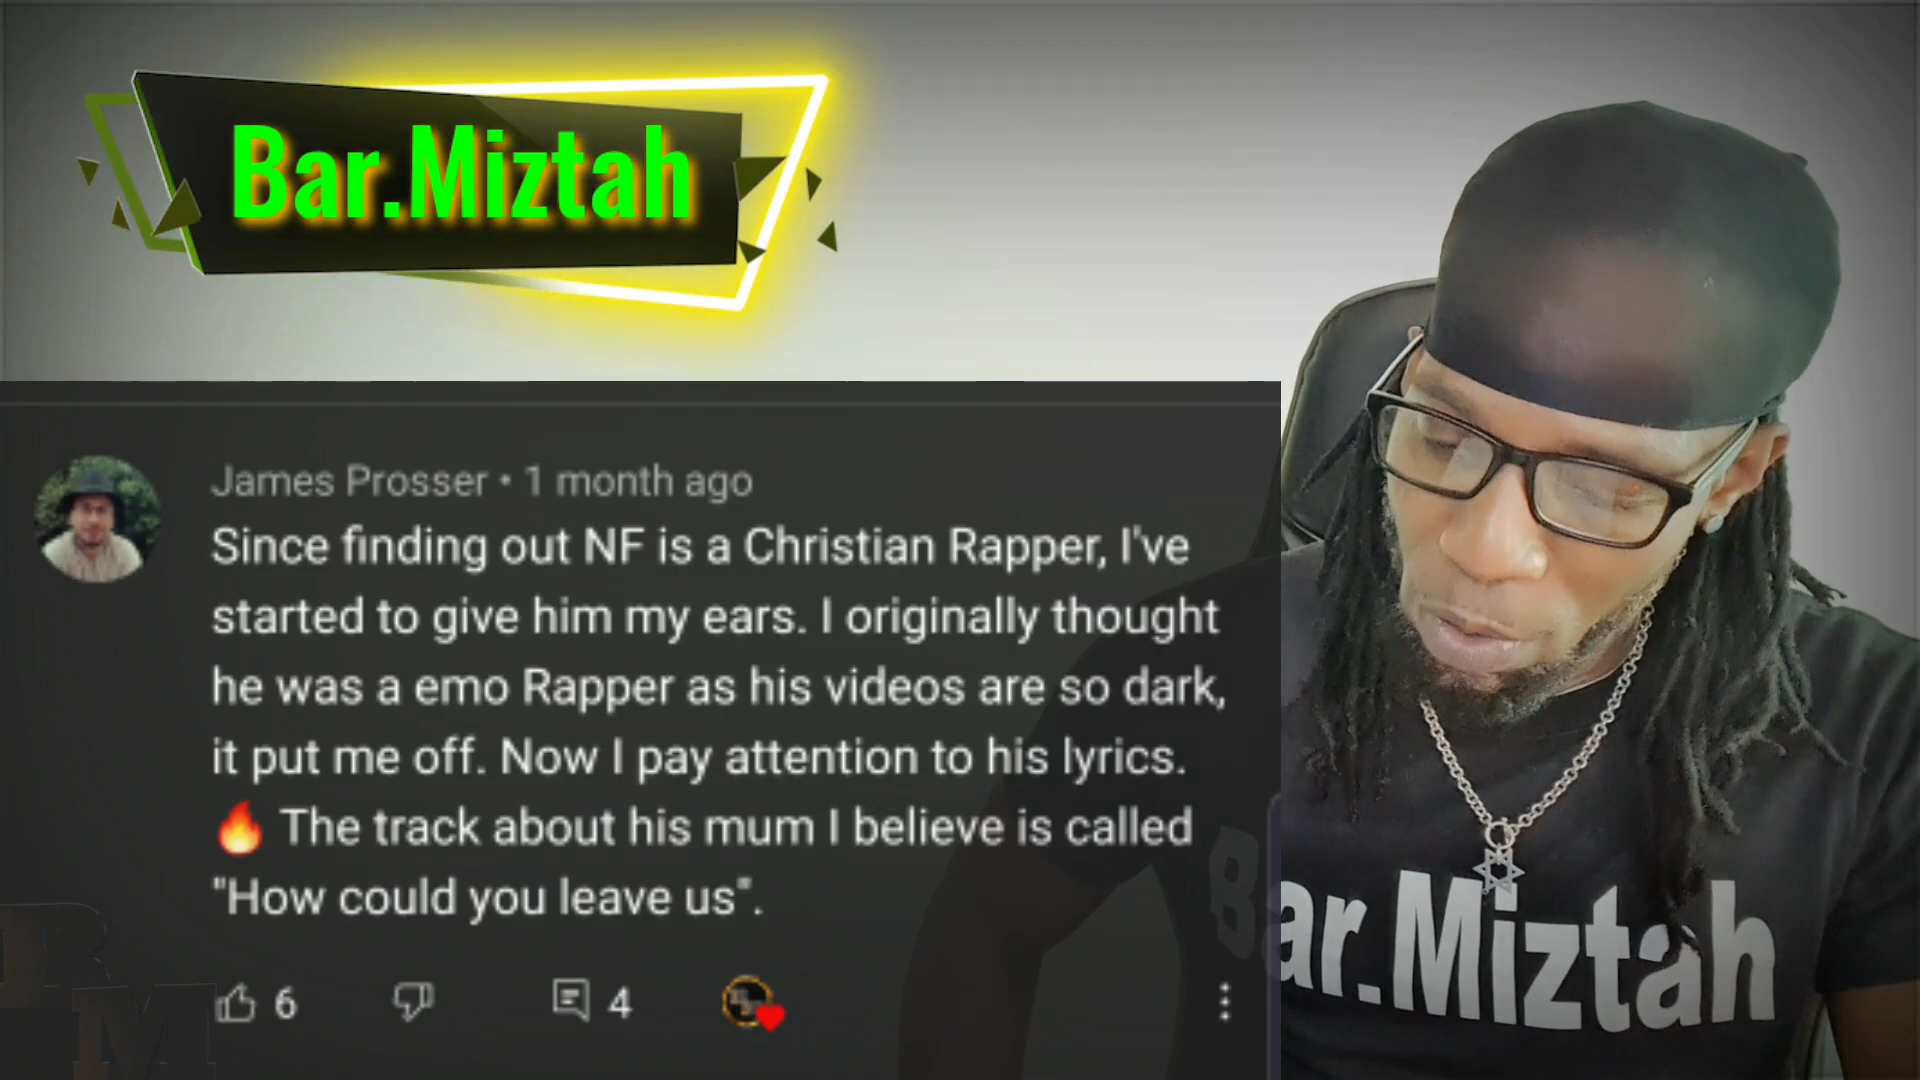 Bar.Miztah
James Prosser • 1 month ago
Since finding out NF is a Christian Rapper, I've
started to give him my ears. I originally thought
he was a emo Rapper as his videos are so dark,
it put me off. Now I pay attention to his lyrics.
🔥 The track about his mum I believe is called
"How could you leave us".
6
4
Bar.Miztah
BM